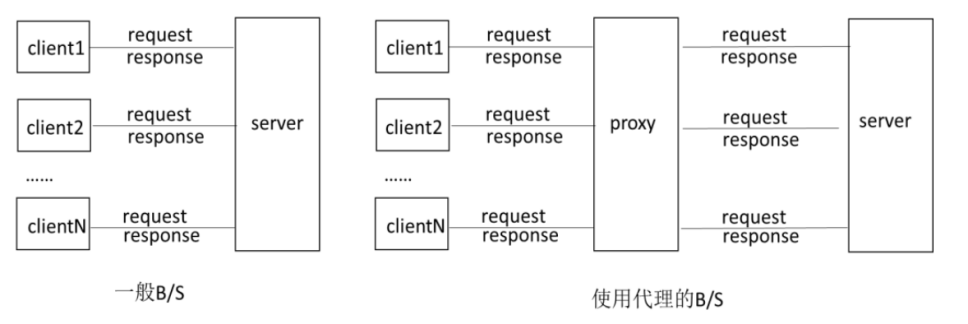 client1
request
response
client2
request
response
server
......
clientN
request
response
一般B/S
client1
request
response
client2
request
response
proxy
......
clientN
request
response
request
response
request
response
server
request
response
使用代理的B/S